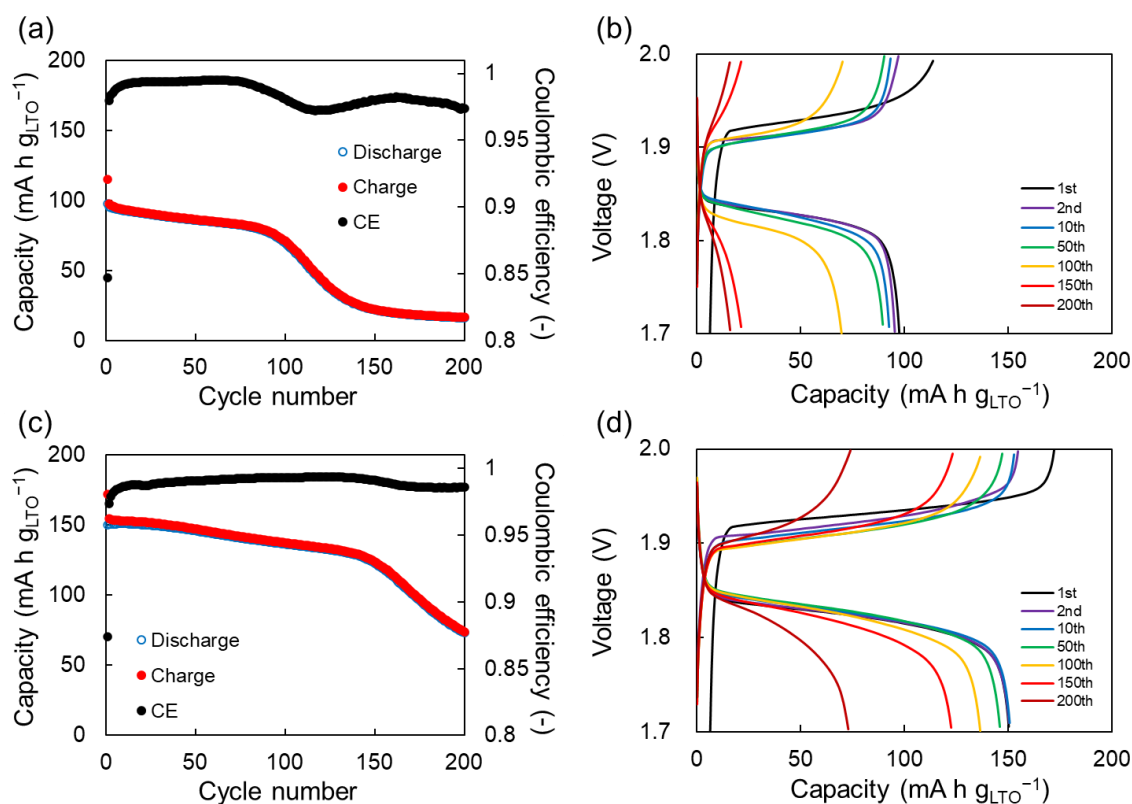 (a)
200
150
100
50
0
Capacity (mA h gLTO⁻¹)
0 50 100 150 200
Cycle number
1
0.95
0.9
0.85
0.8
Coulombic efficiency (-)
Discharge
Charge
CE
(b)
2.0
1.9
1.8
1.7
Voltage (V)
0 50 100 150 200
Capacity (mA h gLTO⁻¹)
1st
2nd
10th
50th
100th
150th
200th
(c)
200
150
100
50
0
Capacity (mA h gLTO⁻¹)
0 50 100 150 200
Cycle number
1
0.95
0.9
0.85
0.8
Coulombic efficiency (-)
Discharge
Charge
CE
(d)
2.0
1.9
1.8
1.7
Voltage (V)
0 50 100 150 200
Capacity (mA h gLTO⁻¹)
1st
2nd
10th
50th
100th
150th
200th